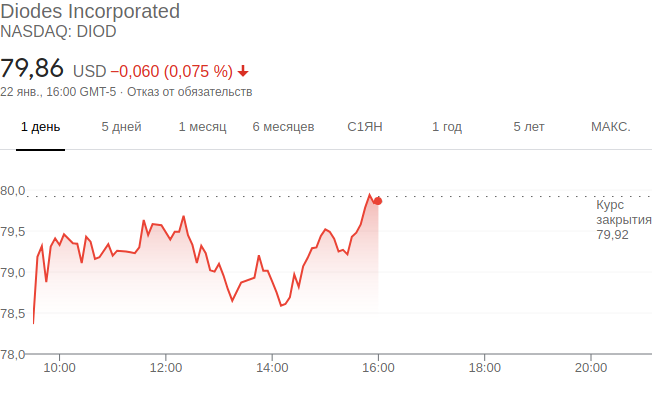 Diodes Incorporated
NASDAQ: DIOD
79,86 USD −0,060 (0,075 %)
22 янв., 16:00 GMT-5 · Отказ от обязательств
1 день 5 дней 1 месяц 6 месяцев С1ЯН 1 год 5 лет МАКС.
80,0
Курс
закрытия
79,5
79,92
79,0
78,5
78,0
10:00 12:00 14:00 16:00 18:00 20:00